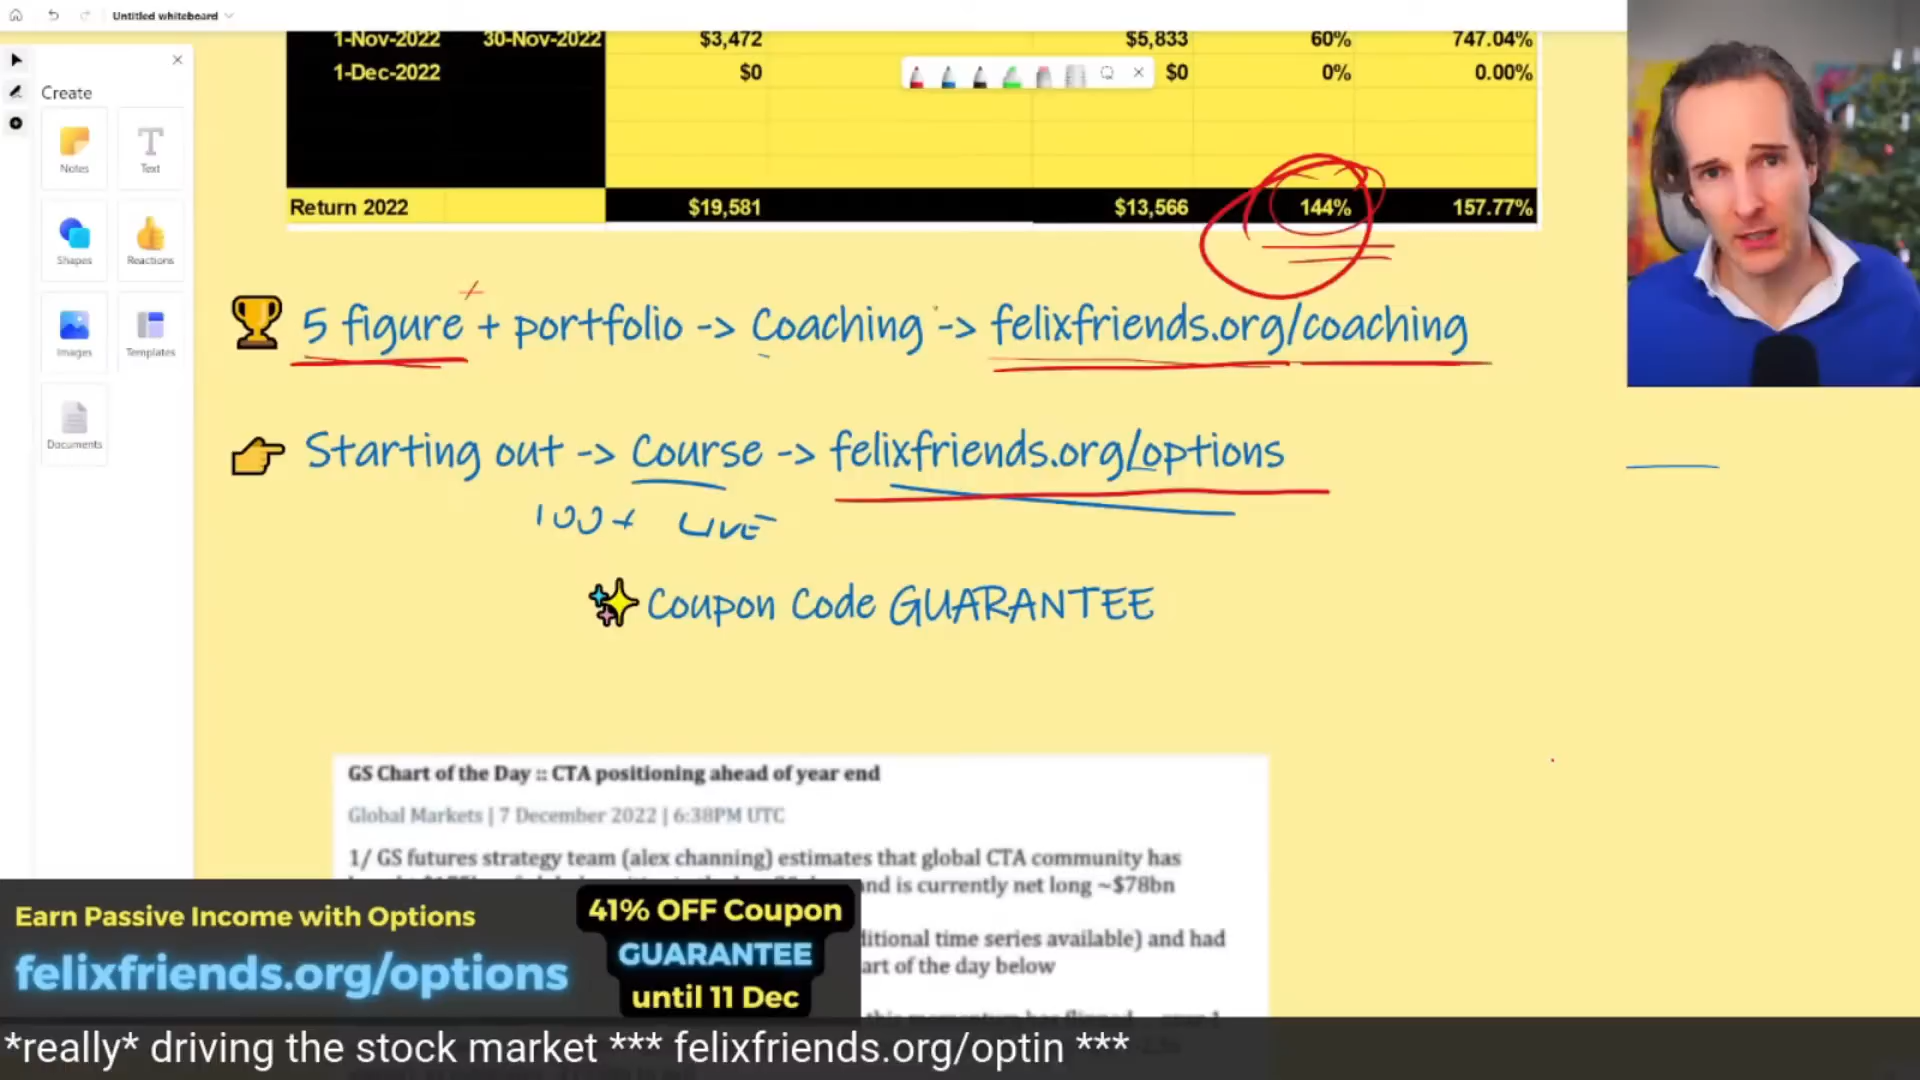 Untitled whiteboard
Create
Notes
Text
Shapes
Reactions
Images
Templates
Documents
1-Nov-2022 30-Nov-2022 $3,472 $5,833 60% 747.04%
1-Dec-2022 $0 $0 0% 0.00%
Return 2022 $19,581 $13,566 144% 157.77%
5 figure + portfolio -> Coaching -> felixfriends.org/coaching
Starting out -> Course -> felixfriends.org/options
100+ LIVE
Coupon Code GUARANTEE
GS Chart of the Day :: CTA positioning ahead of year end
Global Markets | 7 December 2022 | 6:38PM UTC
1/ GS futures strategy team (alex channing) estimates that global CTA community has
and is currently net long ~$78bn
ditional time series available) and had
art of the day below
Earn Passive Income with Options
felixfriends.org/options
41% OFF Coupon
GUARANTEE
until 11 Dec
*really* driving the stock market *** felixfriends.org/optin ***